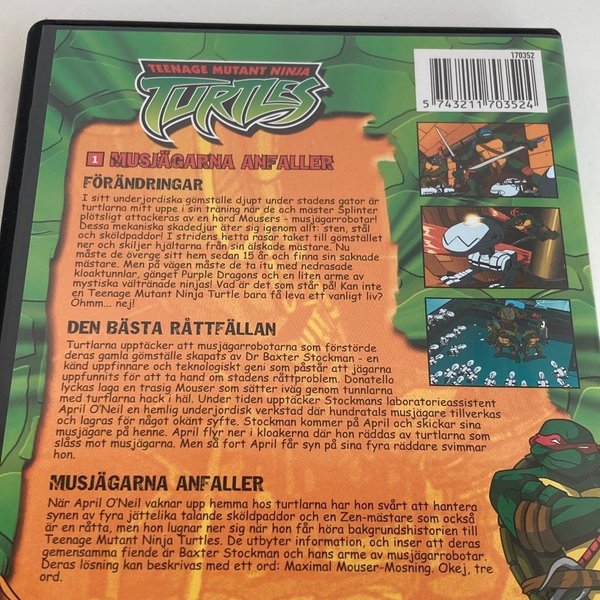 170352
5 743211 703524
TEENAGE MUTANT NINJA
TURTLES
1 MUSJÄGARNA ANFALLER
FÖRÄNDRINGAR
I sitt underjordiska gömställe djupt under stadens gator är
turtlarna mitt uppe i sin träning när de och mäster Splinter
plötsligt attackeras av en hord Mousers - musjägarrobotar!
Dessa mekaniska skadedjur äter sig igenom allt: sten, stål
och sköldpaddor! I stridens hetta rasar taket till gömstället
ner och skiljer hjältarna från sin älskade mästare. Nu
måste de överge sitt hem sedan 15 år och finna sin saknade
mästare. Men på vägen måste de ta itu med nedrasade
kloaktunnlar, gänget Purple Dragons och en liten arme av
mystiska vältränade ninjas! Vad är det som står på! Kan inte
en Teenage Mutant Ninja Turtle bara få leva ett vanligt liv?
Öhmm... nej!
DEN BÄSTA RÅTTFÄLLAN
Turtlarna upptäcker att musjägarrobotarna som förstörde
deras gamla gömställe skapats av Dr Baxter Stockman - en
känd uppfinnare och teknologiskt geni som påstår att jägarna
uppfunnits för att ta hand om stadens råttproblem. Donatello
lyckas laga en trasig Mouser som sätter iväg genom tunnlarna
med turtlarna hack i häl. Under tiden upptäcker Stockmans laboratorieassistent
April O'Neil en hemlig underjordisk verkstad där hundratals musjägare tillverkas
och lagras för något okänt syfte. Stockman kommer på April och skickar sina
musjägare på henne. April flyr ner i kloakerna där hon räddas av turtlarna som
slåss mot musjägarna. Men så fort April får syn på sina fyra räddare svimmar
hon.
MUSJÄGARNA ANFALLER
När April O'Neil vaknar upp hemma hos turtlarna har hon svårt att hantera
synen av fyra jättelika talande sköldpaddor och en Zen-mästare som också
är en råtta, men hon lugnar ner sig när hon får höra bakgrundshistorien till
Teenage Mutant Ninja Turtles. De utbyter information, och inser att deras
gemensamma fiende är Baxter Stockman och hans arme av musjägarrobotar.
Deras lösning kan beskrivas med ett ord: Maximal Mouser-Mosning. Okej, tre
ord.